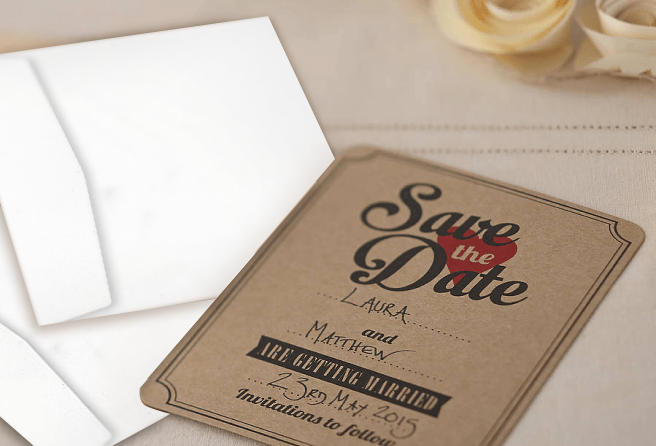 Save
the
Date
LAURA
and
MATTHEW
ARE GETTING MARRIED
23RD MAY 2015
Invitations to follow